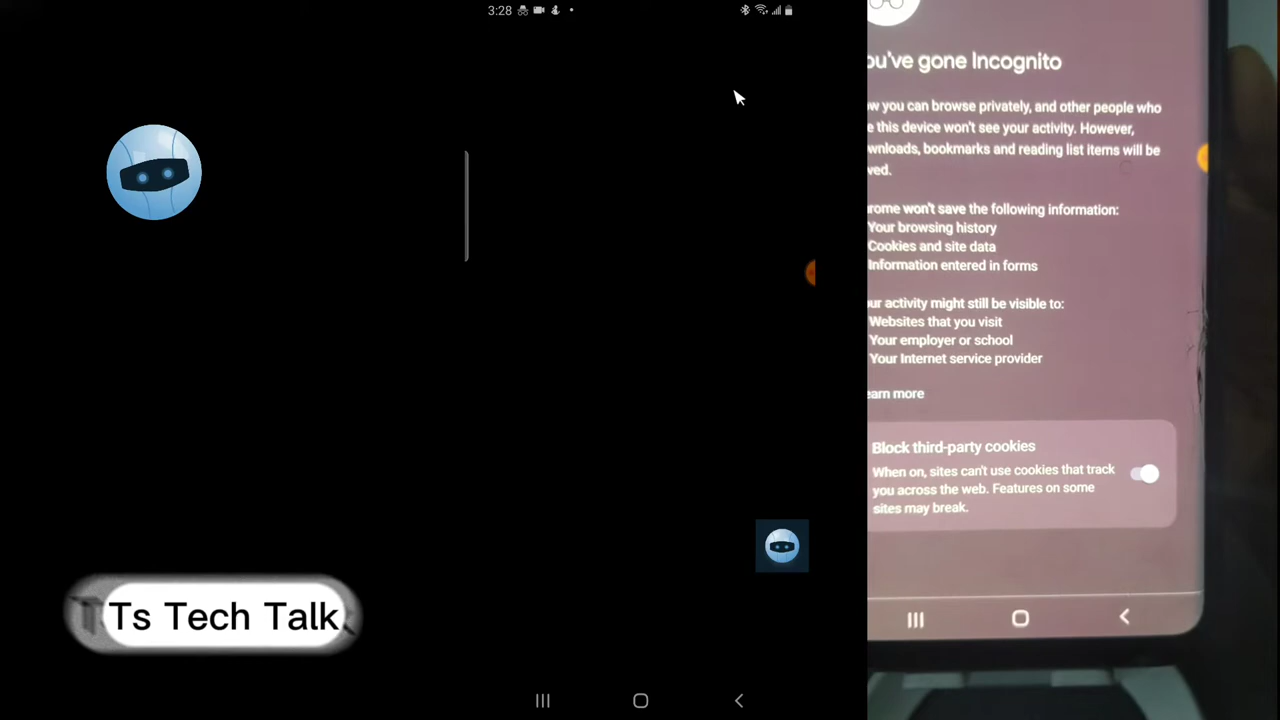 3:28
Ts Tech Talk
ou've gone Incognito
w you can browse privately, and other people who
e this device won't see your activity. However,
wnloads, bookmarks and reading list items will be
ved.
rome won't save the following information:
Your browsing history
Cookies and site data
Information entered in forms
ur activity might still be visible to:
Websites that you visit
Your employer or school
Your Internet service provider
earn more
Block third-party cookies
When on, sites can't use cookies that track
you across the web. Features on some
sites may break.